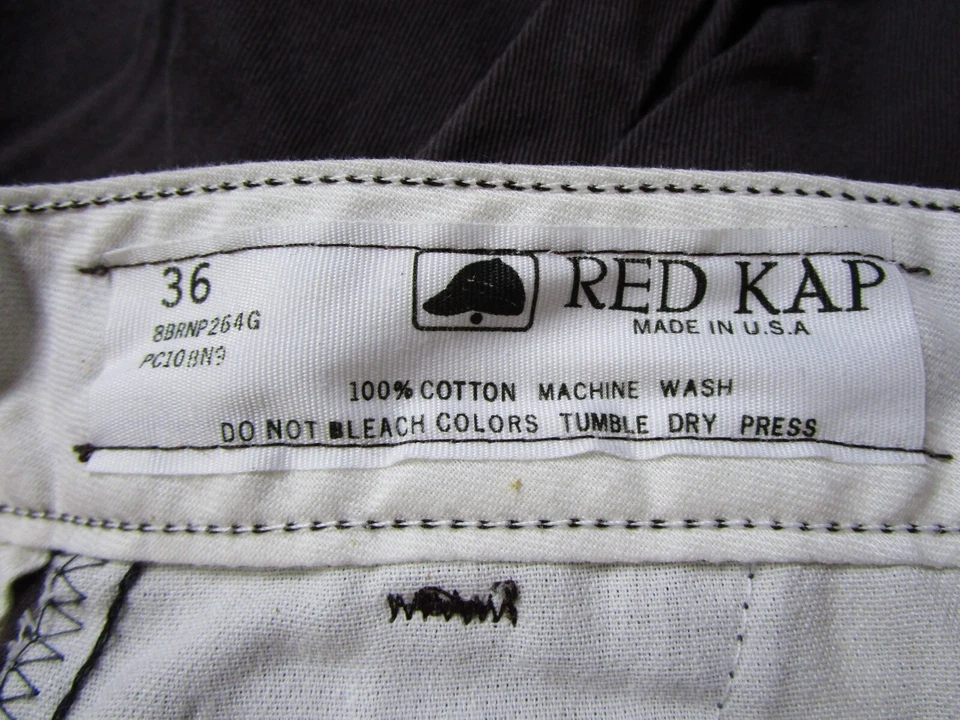 36
RED KAP
MADE IN U.S.A
8BRNP264G
PC10BN9
100% COTTON MACHINE WASH
DO NOT BLEACH COLORS TUMBLE DRY PRESS